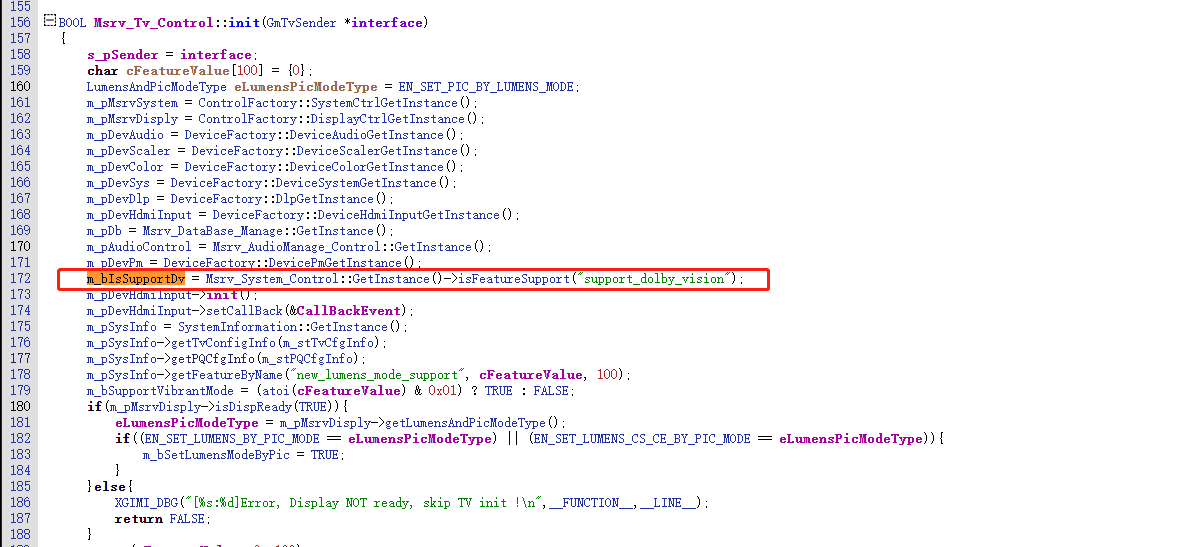 155
156 BOOL Msrv_Tv_Control::init(GmTvSender *interface)
157 {
158 s_pSender = interface;
159 char cFeatureValue[100] = {0};
160 LumensAndPicModeType eLumensPicModeType = EN_SET_PIC_BY_LUMENS_MODE;
161 m_pMsrvSystem = ControlFactory::SystemCtrlGetInstance();
162 m_pMsrvDisply = ControlFactory::DisplayCtrlGetInstance();
163 m_pDevAudio = DeviceFactory::DeviceAudioGetInstance();
164 m_pDevScaler = DeviceFactory::DeviceScalerGetInstance();
165 m_pDevColor = DeviceFactory::DeviceColorGetInstance();
166 m_pDevSys = DeviceFactory::DeviceSystemGetInstance();
167 m_pDevDlp = DeviceFactory::DlpGetInstance();
168 m_pDevHdmiInput = DeviceFactory::DeviceHdmiInputGetInstance();
169 m_pDb = Msrv_DataBase_Manage::GetInstance();
170 m_pAudioControl = Msrv_AudioManage_Control::GetInstance();
171 m_pDevPm = DeviceFactory::DevicePmGetInstance();
172 m_bIsSupportDv = Msrv_System_Control::GetInstance()->isFeatureSupport("support_dolby_vision");
173 m_pDevHdmiInput->init();
174 m_pDevHdmiInput->setCallBack(&CallBackEvent);
175 m_pSysInfo = SystemInformation::GetInstance();
176 m_pSysInfo->getTvConfigInfo(m_stTvCfgInfo);
177 m_pSysInfo->getPQCfgInfo(m_stPQCfgInfo);
178 m_pSysInfo->getFeatureByName("new_lumens_mode_support", cFeatureValue, 100);
179 m_bSupportVibrantMode = (atoi(cFeatureValue) & 0x01) ? TRUE : FALSE;
180 if(m_pMsrvDisply->isDispReady(TRUE)){
181 eLumensPicModeType = m_pMsrvDisply->getLumensAndPicModeType();
182 if((EN_SET_LUMENS_BY_PIC_MODE == eLumensPicModeType) || (EN_SET_LUMENS_CS_CE_BY_PIC_MODE == eLumensPicModeType)){
183 m_bSetLumensModeByPic = TRUE;
184 }
185 }else{
186 XGIMI_DBG("[%s:%d]Error, Display NOT ready, skip TV init !\n",__FUNCTION__,__LINE__);
187 return FALSE;
188 }